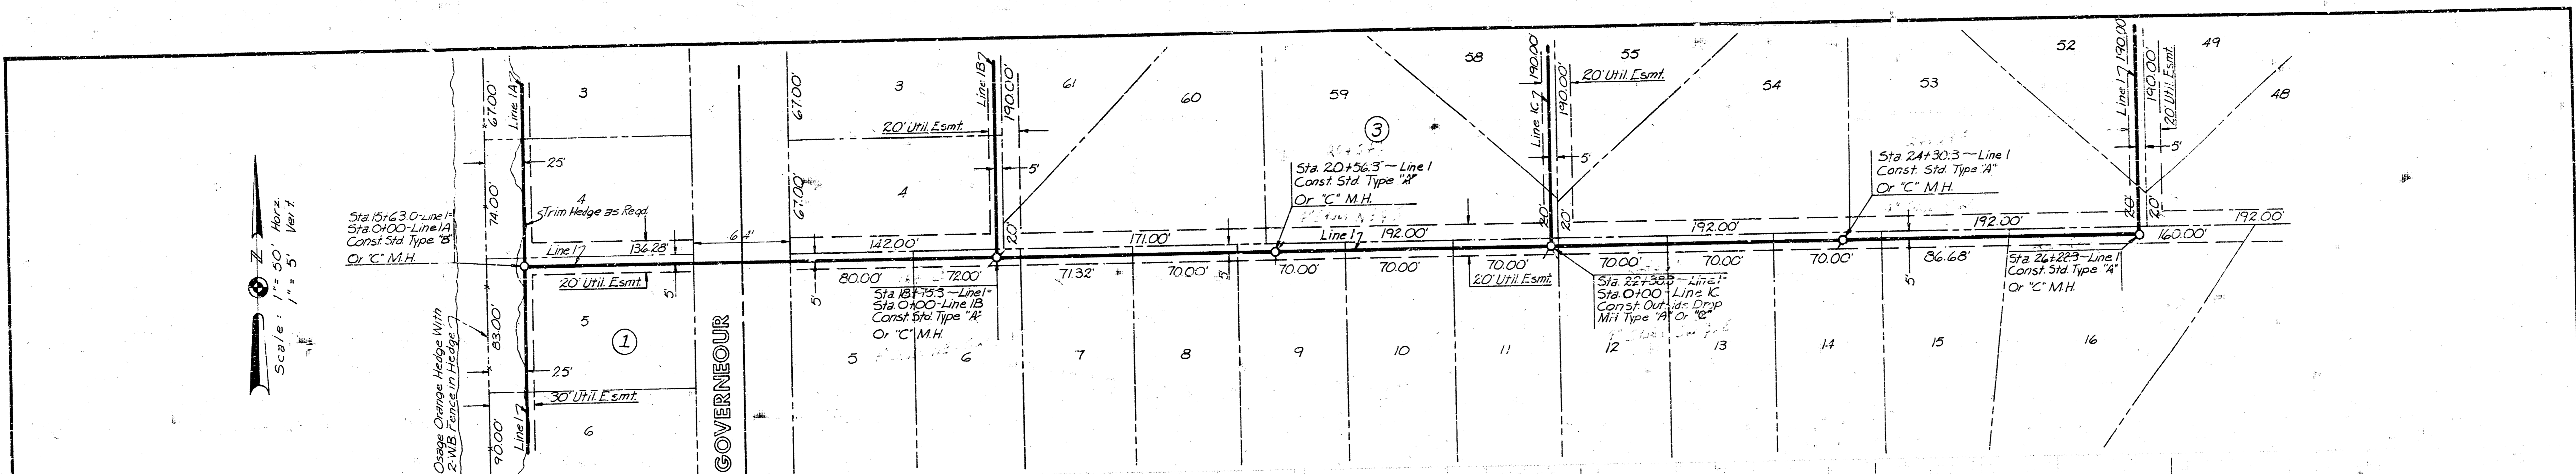 Scale: 1" = 50' Horz.
1" = 5' Vert.
N
Sta 15+63.0-Line 1=
Sta 0+00-Line 1A
Const. Std. Type "B"
Or "C" M.H.
Osage Orange Hedge With
2-W.B. Fence in Hedge
67.00'
74.00'
83.00'
90.00'
Line 1A
3
25'
4
Trim Hedge as Reqd.
Line 1
136.28'
20' Util. Esmt.
5'
5
1
25'
30' Util. Esmt.
Line 1
6
64'
GOVERNEOUR
67.00'
67.00'
3
20' Util. Esmt.
4
Line 1B
190.00'
5'
20'
142.00'
5'
80.00'
72.00'
Sta. 18+75.3~Line 1=
Sta. 0+00-Line 1B
Const. Std. Type "A"
Or "C" M.H.
5
6
61
60
59
171.00'
71.32'
70.00'
5'
7
8
3
Sta. 20+56.3~Line 1
Const. Std. Type "A"
Or "C" M.H.
Line 1
192.00'
70.00'
70.00'
70.00'
20' Util. Esmt.
9
10
11
58
Line 1C
190.00'
190.00'
55
20' Util. Esmt.
5'
20'
20'
Sta. 0+00-Line 1C
Const. Outside Drop
192.00'
70.00'
70.00'
70.00'
12
13
14
54
53
Sta 24+30.3~Line 1
Const. Std. Type "A"
Or "C" M.H.
192.00'
5'
86.68'
15
16
52
Line 1
190.00'
190.00'
20' Util. Esmt.
49
48
5'
20'
20'
192.00'
160.00'
Sta. 26+22.3~Line 1
Const. Std. Type "A"
Or "C" M.H.